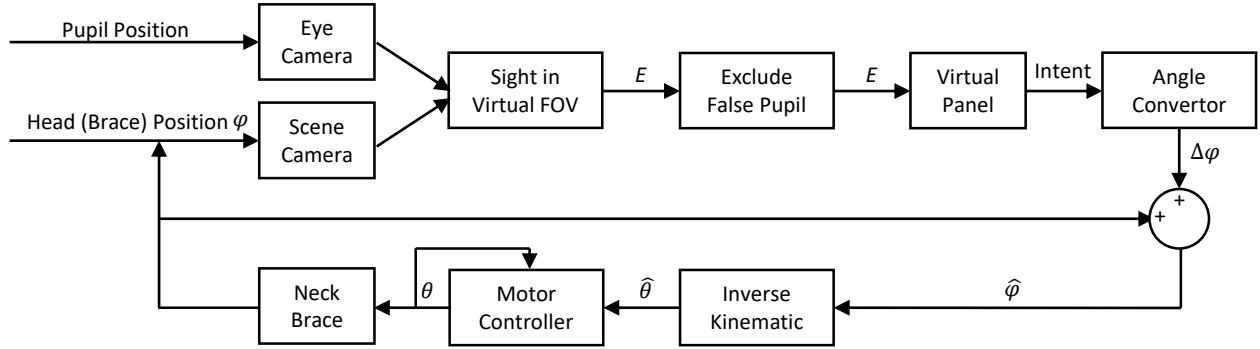 Pupil Position
Eye
Camera
Head (Brace) Position φ
Scene
Camera
Sight in
Virtual FOV
E
Exclude
False Pupil
E
Virtual
Panel
Intent
Angle
Convertor
Δφ
+
+
φ̂
Inverse
Kinematic
θ̂
Motor
Controller
θ
Neck
Brace